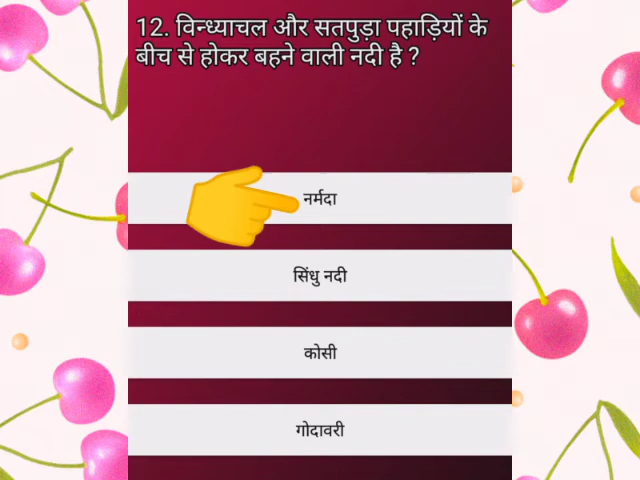 12. विन्ध्याचल और सतपुड़ा पहाड़ियों के
बीच से होकर बहने वाली नदी है ?
नर्मदा
सिंधु नदी
कोसी
गोदावरी